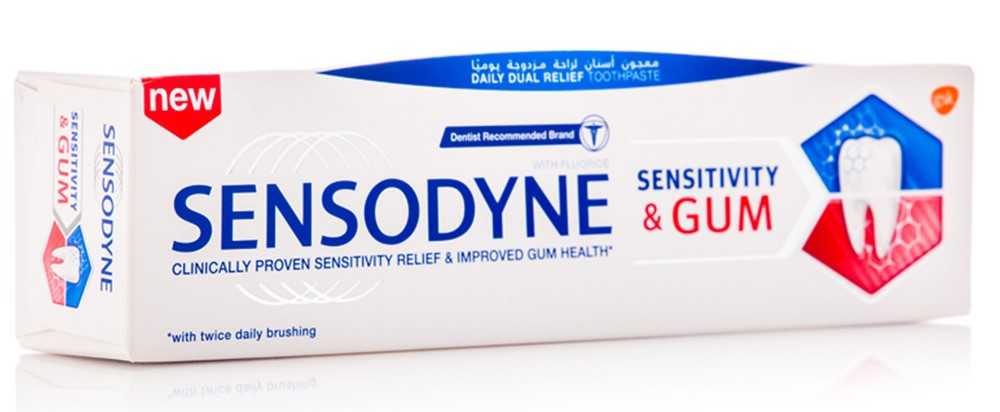 new
معجون أسنان لراحة مزدوجة يوميًا
DAILY DUAL RELIEF TOOTHPASTE
gsk
Dentist Recommended Brand
WITH FLUORIDE
SENSODYNE
CLINICALLY PROVEN SENSITIVITY RELIEF & IMPROVED GUM HEALTH*
SENSITIVITY
& GUM
*with twice daily brushing
SENSODYNE
SENSITIVITY
& GUM